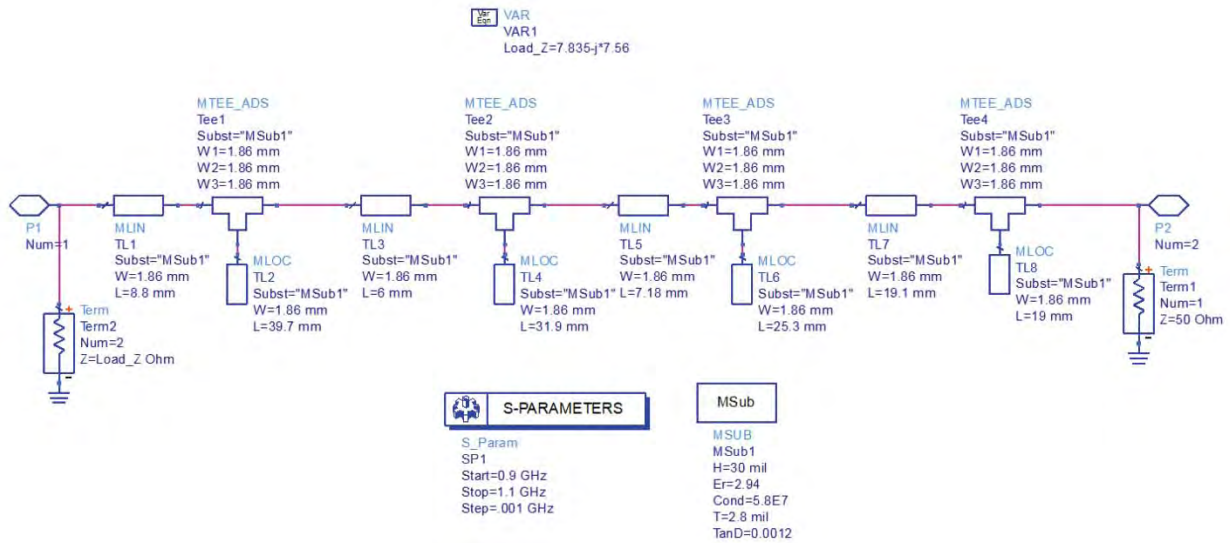 Var
Eqn
VAR
VAR1
Load_Z=7.835-j*7.56
MTEE_ADS
Tee1
Subst="MSub1"
W1=1.86 mm
W2=1.86 mm
W3=1.86 mm
MTEE_ADS
Tee2
Subst="MSub1"
W1=1.86 mm
W2=1.86 mm
W3=1.86 mm
MTEE_ADS
Tee3
Subst="MSub1"
W1=1.86 mm
W2=1.86 mm
W3=1.86 mm
MTEE_ADS
Tee4
Subst="MSub1"
W1=1.86 mm
W2=1.86 mm
W3=1.86 mm
P1
Num=1
MLIN
TL1
Subst="MSub1"
W=1.86 mm
L=8.8 mm
MLOC
TL2
Subst="MSub1"
W=1.86 mm
L=39.7 mm
MLIN
TL3
Subst="MSub1"
W=1.86 mm
L=6 mm
MLOC
TL4
Subst="MSub1"
W=1.86 mm
L=31.9 mm
MLIN
TL5
Subst="MSub1"
W=1.86 mm
L=7.18 mm
MLOC
TL6
Subst="MSub1"
W=1.86 mm
L=25.3 mm
MLIN
TL7
Subst="MSub1"
W=1.86 mm
L=19.1 mm
MLOC
TL8
Subst="MSub1"
W=1.86 mm
L=19 mm
P2
Num=2
Term
Term2
Num=2
Z=Load_Z Ohm
Term
Term1
Num=1
Z=50 Ohm
S-PARAMETERS
S_Param
SP1
Start=0.9 GHz
Stop=1.1 GHz
Step=.001 GHz
MSub
MSUB
MSub1
H=30 mil
Er=2.94
Cond=5.8E7
T=2.8 mil
TanD=0.0012